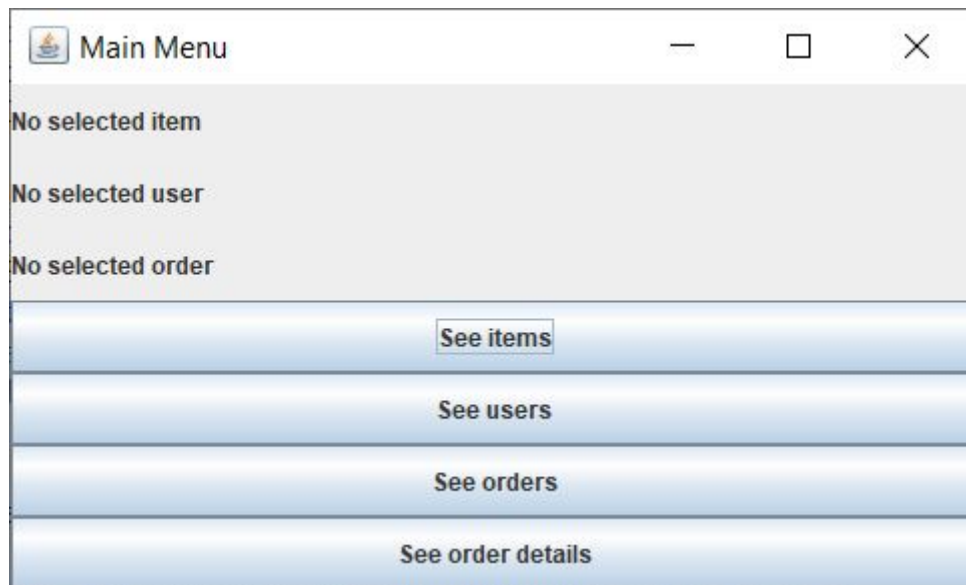 Main Menu
No selected item
No selected user
No selected order
See items
See users
See orders
See order details